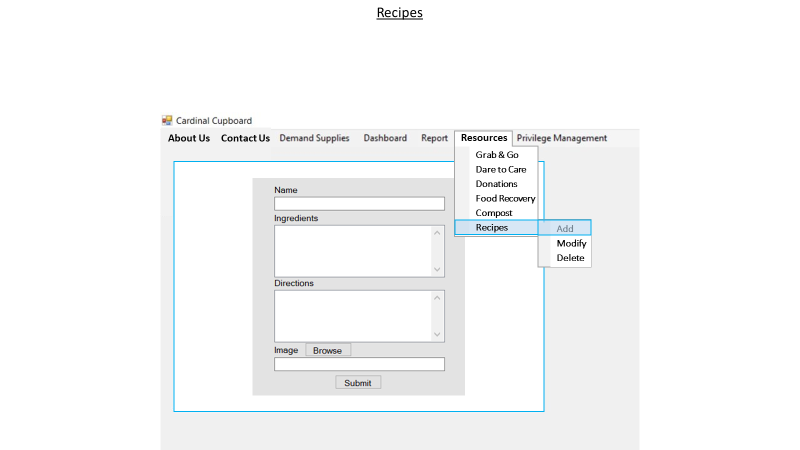 Recipes
Cardinal Cupboard
About Us Contact Us Demand Supplies Dashboard Report Resources Privilege Management
Grab & Go
Dare to Care
Donations
Food Recovery
Compost
Recipes Add
Modify
Delete
Name
Ingredients
Directions
Image Browse
Submit